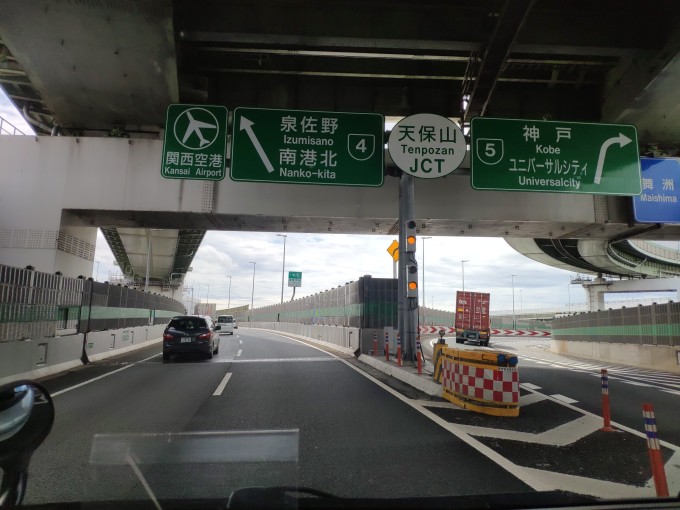 関西空港
Kansai Airport
泉佐野
Izumisano
南港北
Nanko-kita
4
天保山
Tenpozan
JCT
5
神戸
Kobe
ユニバーサルシティ
Universalcity
舞洲
Maishima